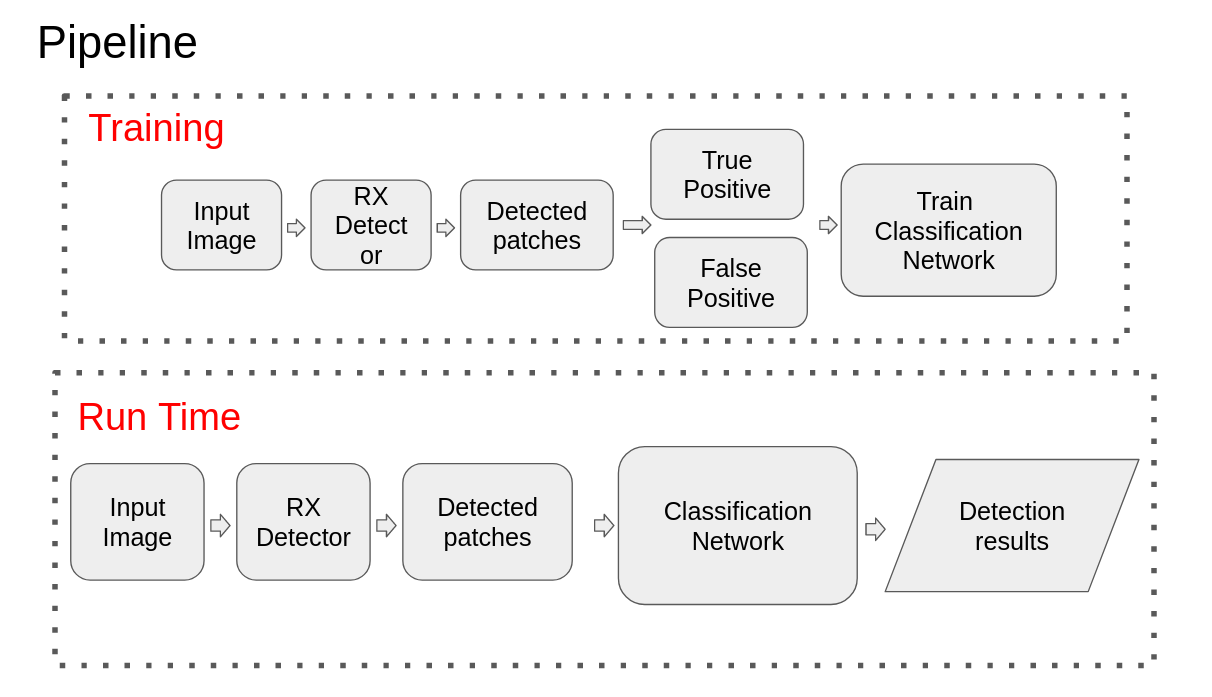 Pipeline
Training
Input
Image
RX
Detect
or
Detected
patches
True
Positive
False
Positive
Train
Classification
Network
Run Time
Input
Image
RX
Detector
Detected
patches
Classification
Network
Detection
results